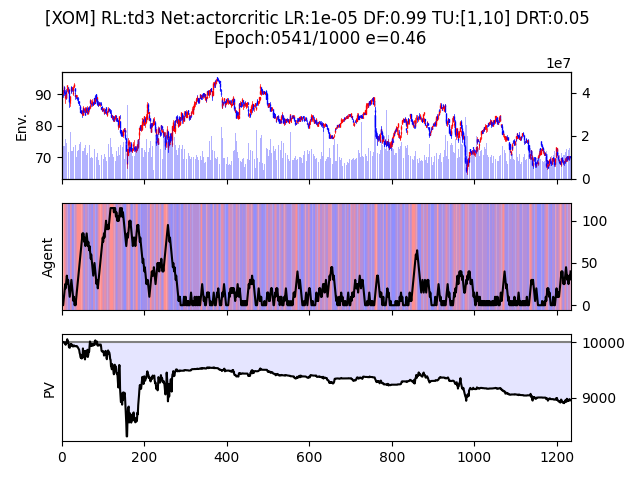 [XOM] RL:td3 Net:actorcritic LR:1e-05 DF:0.99 TU:[1,10] DRT:0.05
Epoch:0541/1000 e=0.46
1e7
Env.
90
80
70
4
2
0
Agent
100
50
0
PV
10000
9000
0 200 400 600 800 1000 1200